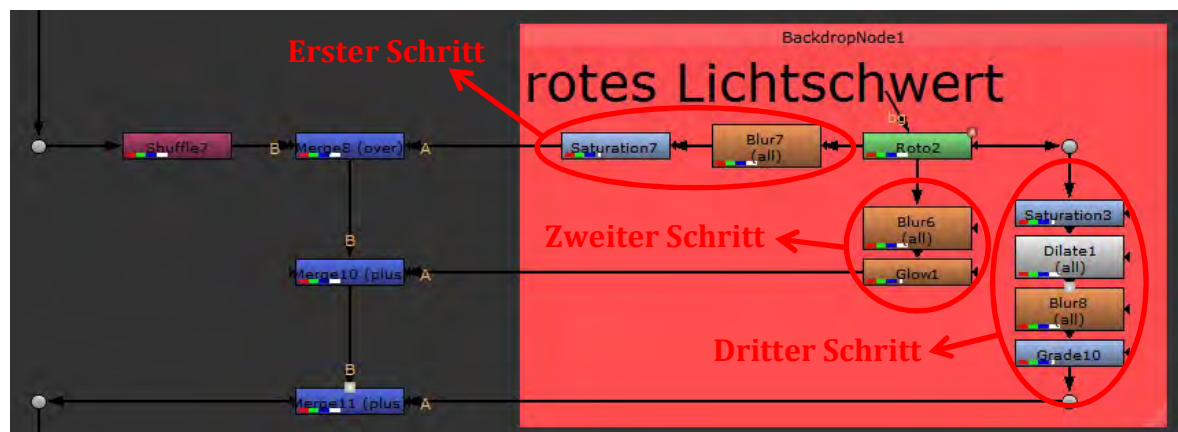 BackdropNode1
Erster Schritt
rotes Lichtschwert
bg
Shuffle7
B
Merge8 (over)
A
Saturation7
Blur7
(all)
Roto2
Saturation3
Zweiter Schritt
Blur6
(all)
B
Dilate1
(all)
Merge10 (plus
A
Glow1
Blur8
(all)
Dritter Schritt
Grade10
B
Merge11 (plus
A